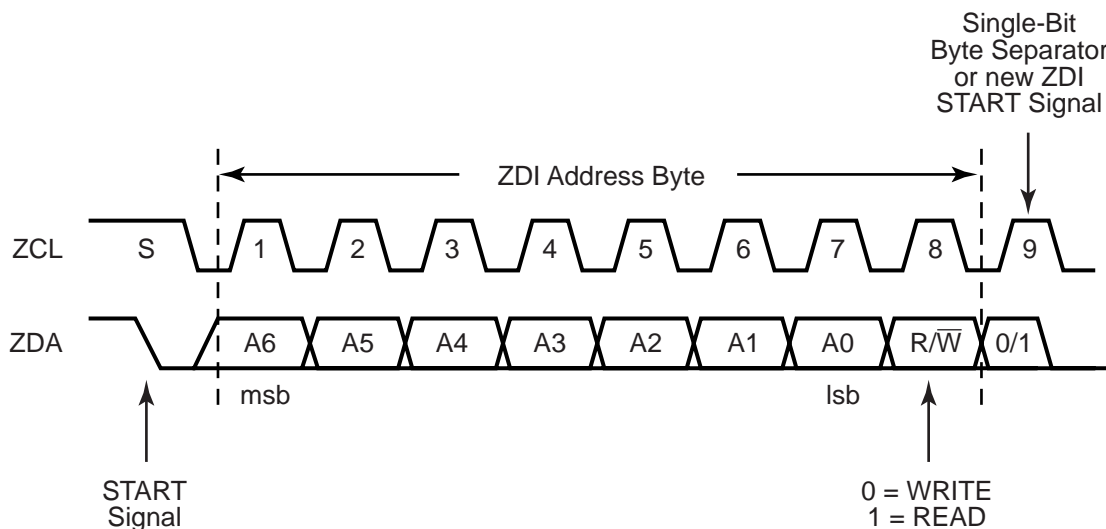 Single-Bit
Byte Separator
or new ZDI
START Signal
ZDI Address Byte
ZCL S 1 2 3 4 5 6 7 8 9
ZDA A6 A5 A4 A3 A2 A1 A0 R/W̅ 0/1
msb lsb
START
Signal
0 = WRITE
1 = READ